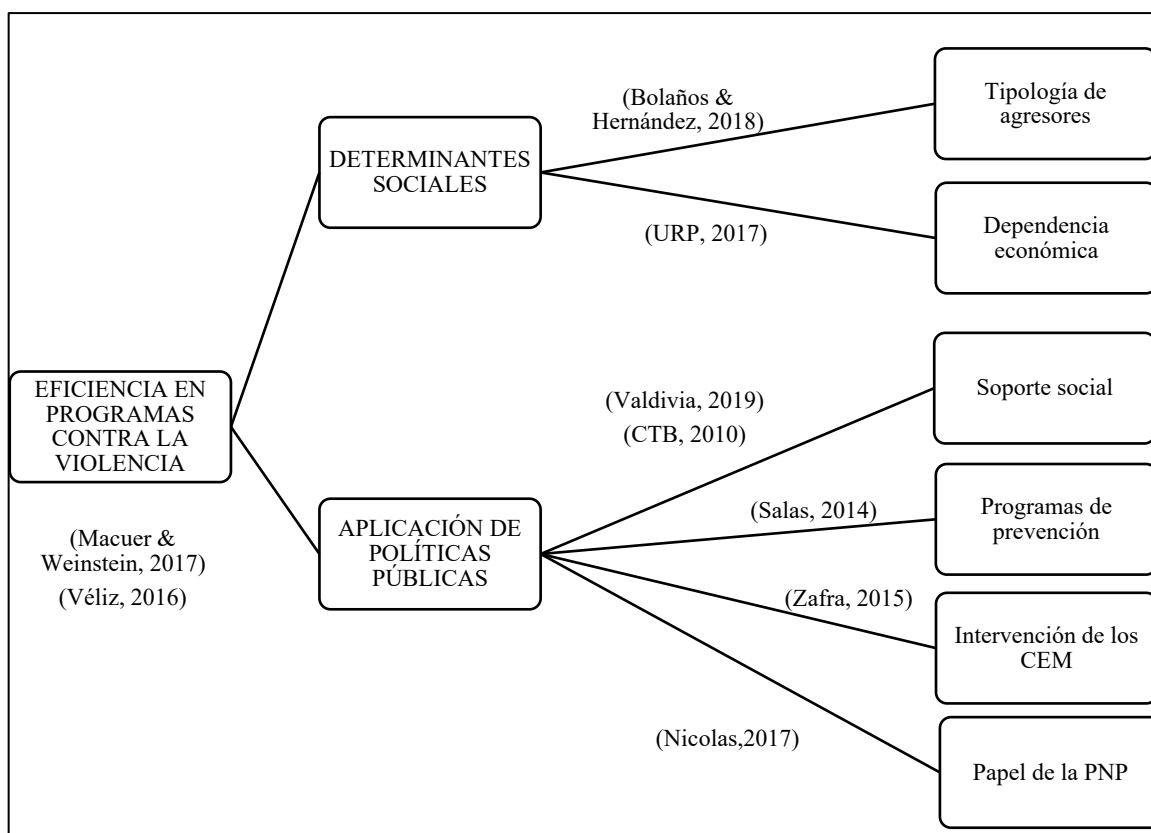 EFICIENCIA EN
PROGRAMAS
CONTRA LA
VIOLENCIA
(Macuer &
Weinstein, 2017)
(Véliz, 2016)
DETERMINANTES
SOCIALES
(Bolaños &
Hernández, 2018)
Tipología de
agresores
(URP, 2017)
Dependencia
económica
APLICACIÓN DE
POLÍTICAS
PÚBLICAS
(Valdivia, 2019)
(CTB, 2010)
Soporte social
(Salas, 2014)
Programas de
prevención
(Zafra, 2015)
Intervención de los
CEM
(Nicolas,2017)
Papel de la PNP